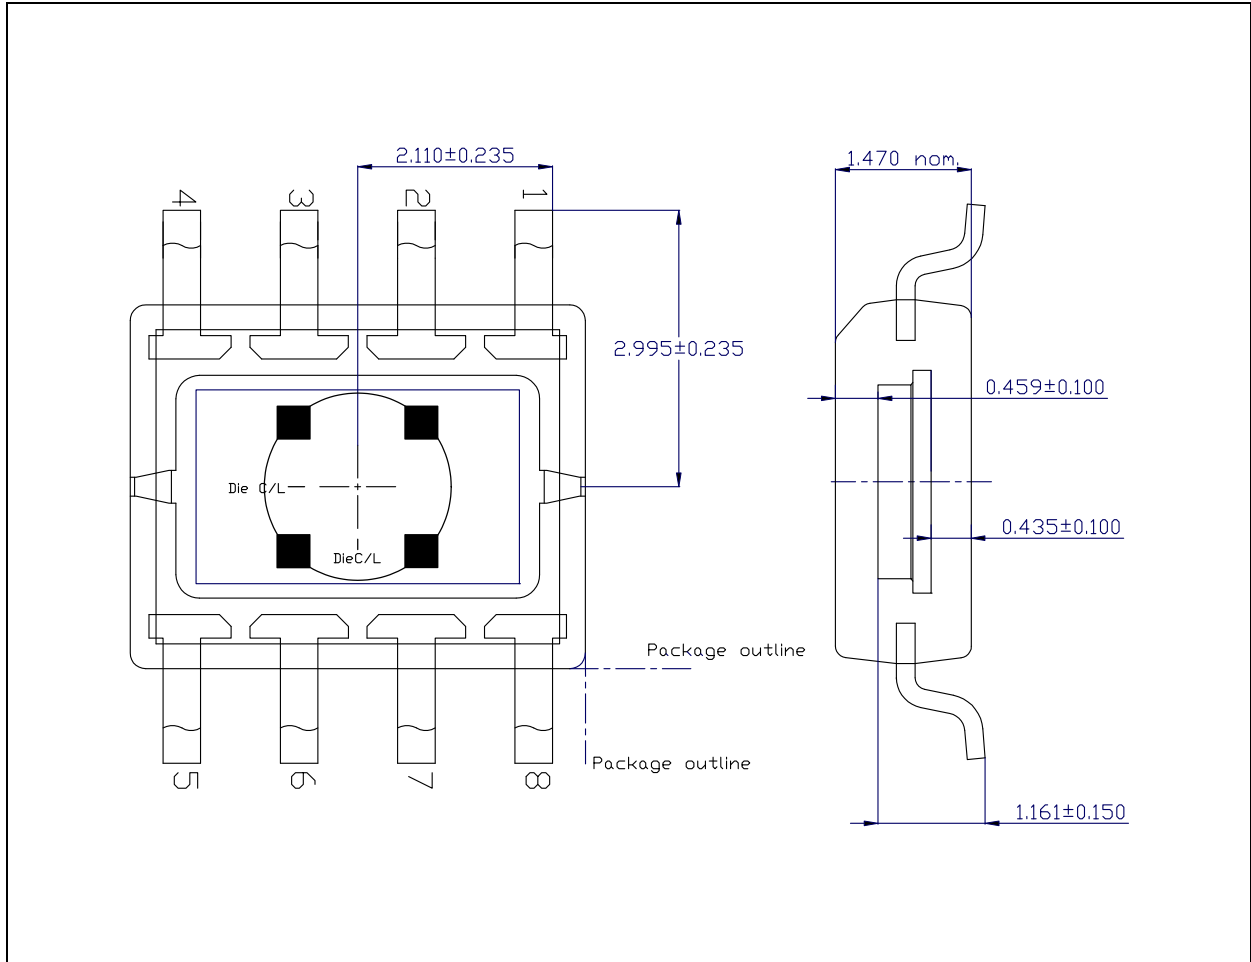 2.110±0.235
1.470 nom.
4 3 2 1
2.995±0.235
0.459±0.100
Die C/L
0.435±0.100
DieC/L
Package outline
Package outline
5 6 7 8
1.161±0.150